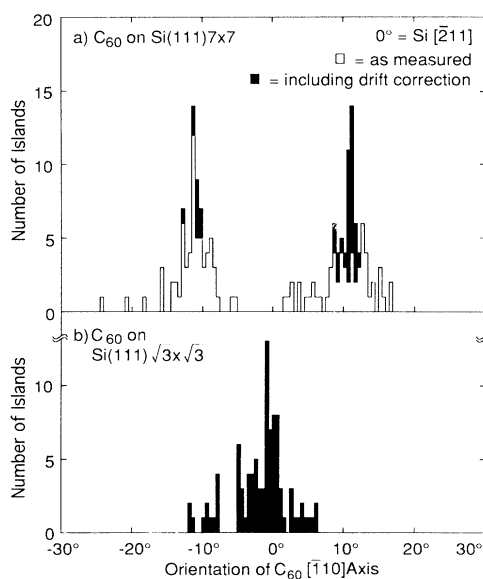 a) C₆₀ on Si(111)7x7
0° = Si [2̄11]
□ = as measured
■ = including drift correction
20
15
10
5
0
Number of Islands
b) C₆₀ on
Si(111) √3x√3
10
5
0
Number of Islands
-30° -20° -10° 0° 10° 20° 30°
Orientation of C₆₀ [1̄10]Axis